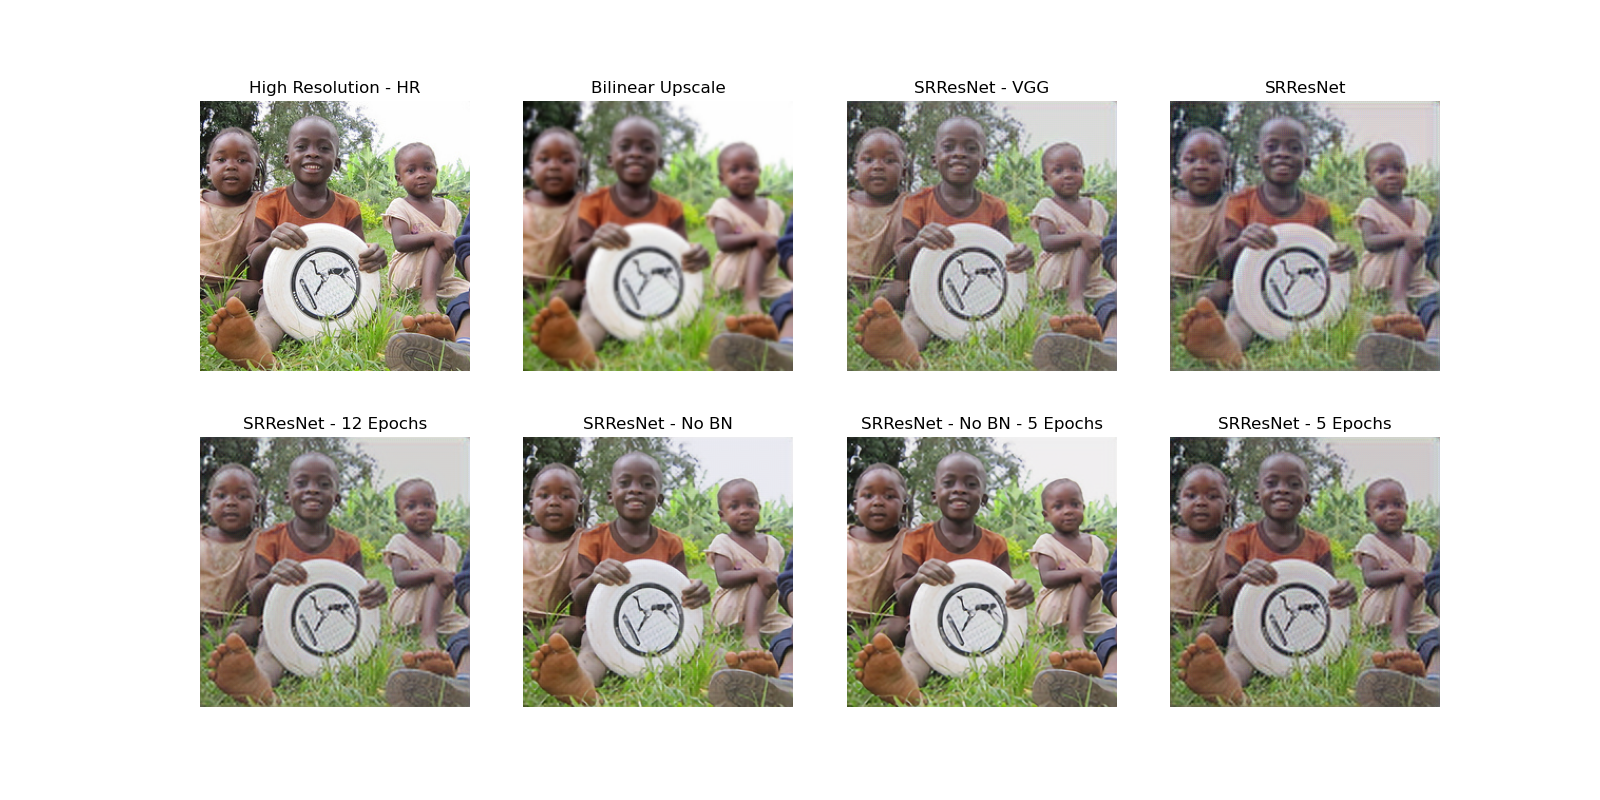 High Resolution - HR
Bilinear Upscale
SRResNet - VGG
SRResNet
SRResNet - 12 Epochs
SRResNet - No BN
SRResNet - No BN - 5 Epochs
SRResNet - 5 Epochs